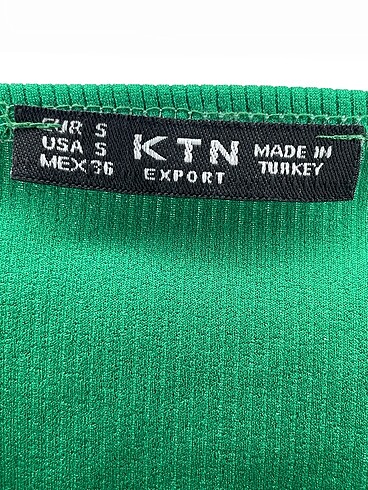 EUR S
USA S
MEX 36
KTN
EXPORT
MADE IN
TURKEY